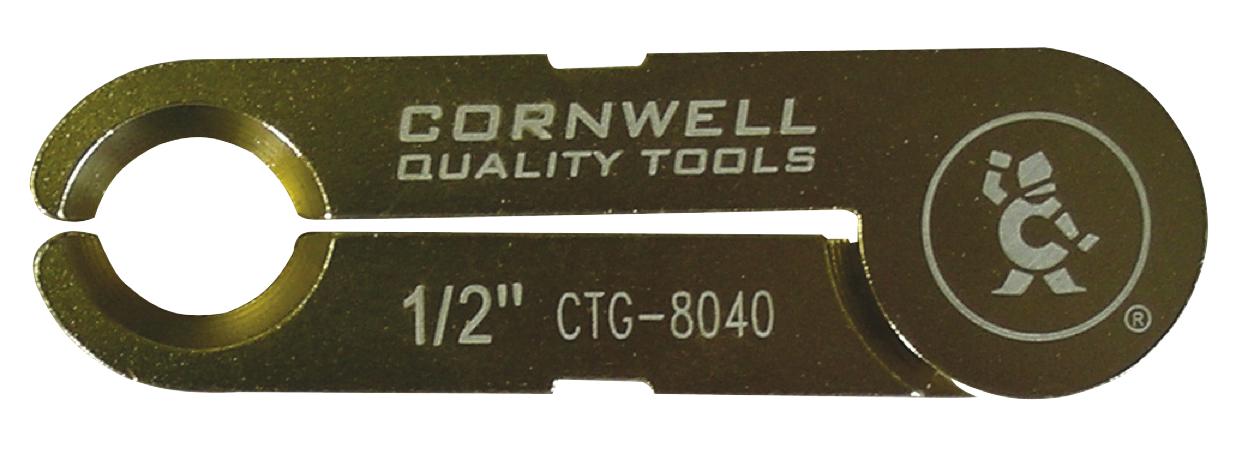 CORNWELL
QUALITY TOOLS
1/2" CTG-8040
C
®